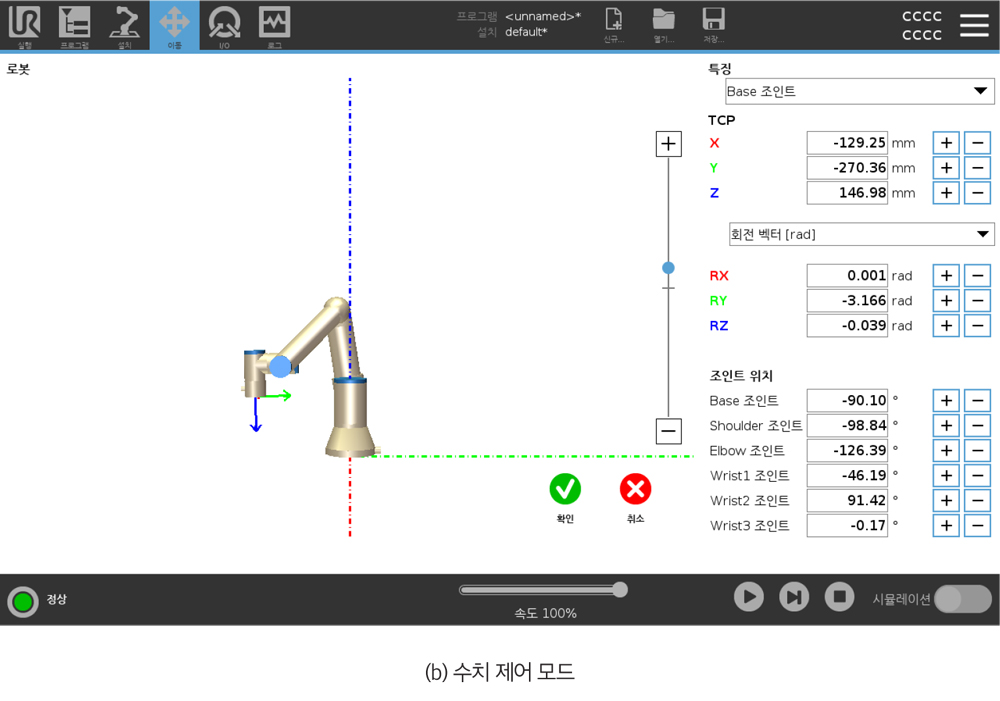 UR
실행
프로그램
설치
이동
I/O
로그
프로그램 <unnamed>*
설치 default*
신규...
열기...
저장...
CCCC
CCCC
로봇
특징
Base 조인트
TCP
X -129.25 mm + −
Y -270.36 mm + −
Z 146.98 mm + −
회전 벡터 [rad]
RX 0.001 rad + −
RY -3.166 rad + −
RZ -0.039 rad + −
조인트 위치
Base 조인트 -90.10 ° + −
Shoulder 조인트 -98.84 ° + −
Elbow 조인트 -126.39 ° + −
Wrist1 조인트 -46.19 ° + −
Wrist2 조인트 91.42 ° + −
Wrist3 조인트 -0.17 ° + −
확인
취소
정상
속도 100%
시뮬레이션
(b) 수치 제어 모드